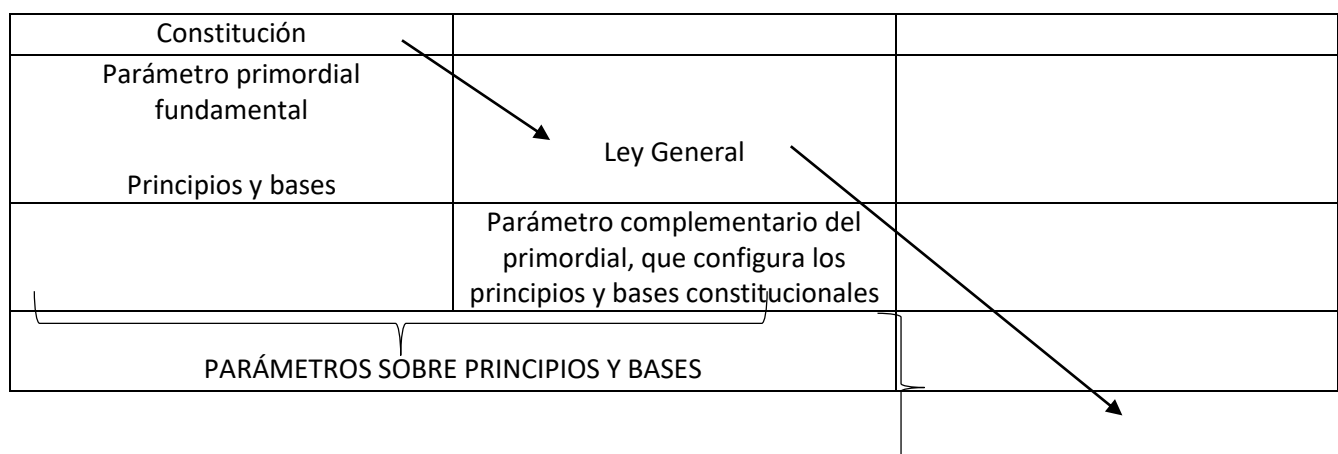 Constitución
Parámetro primordial
fundamental
Principios y bases
Ley General
Parámetro complementario del
primordial, que configura los
principios y bases constitucionales
PARÁMETROS SOBRE PRINCIPIOS Y BASES